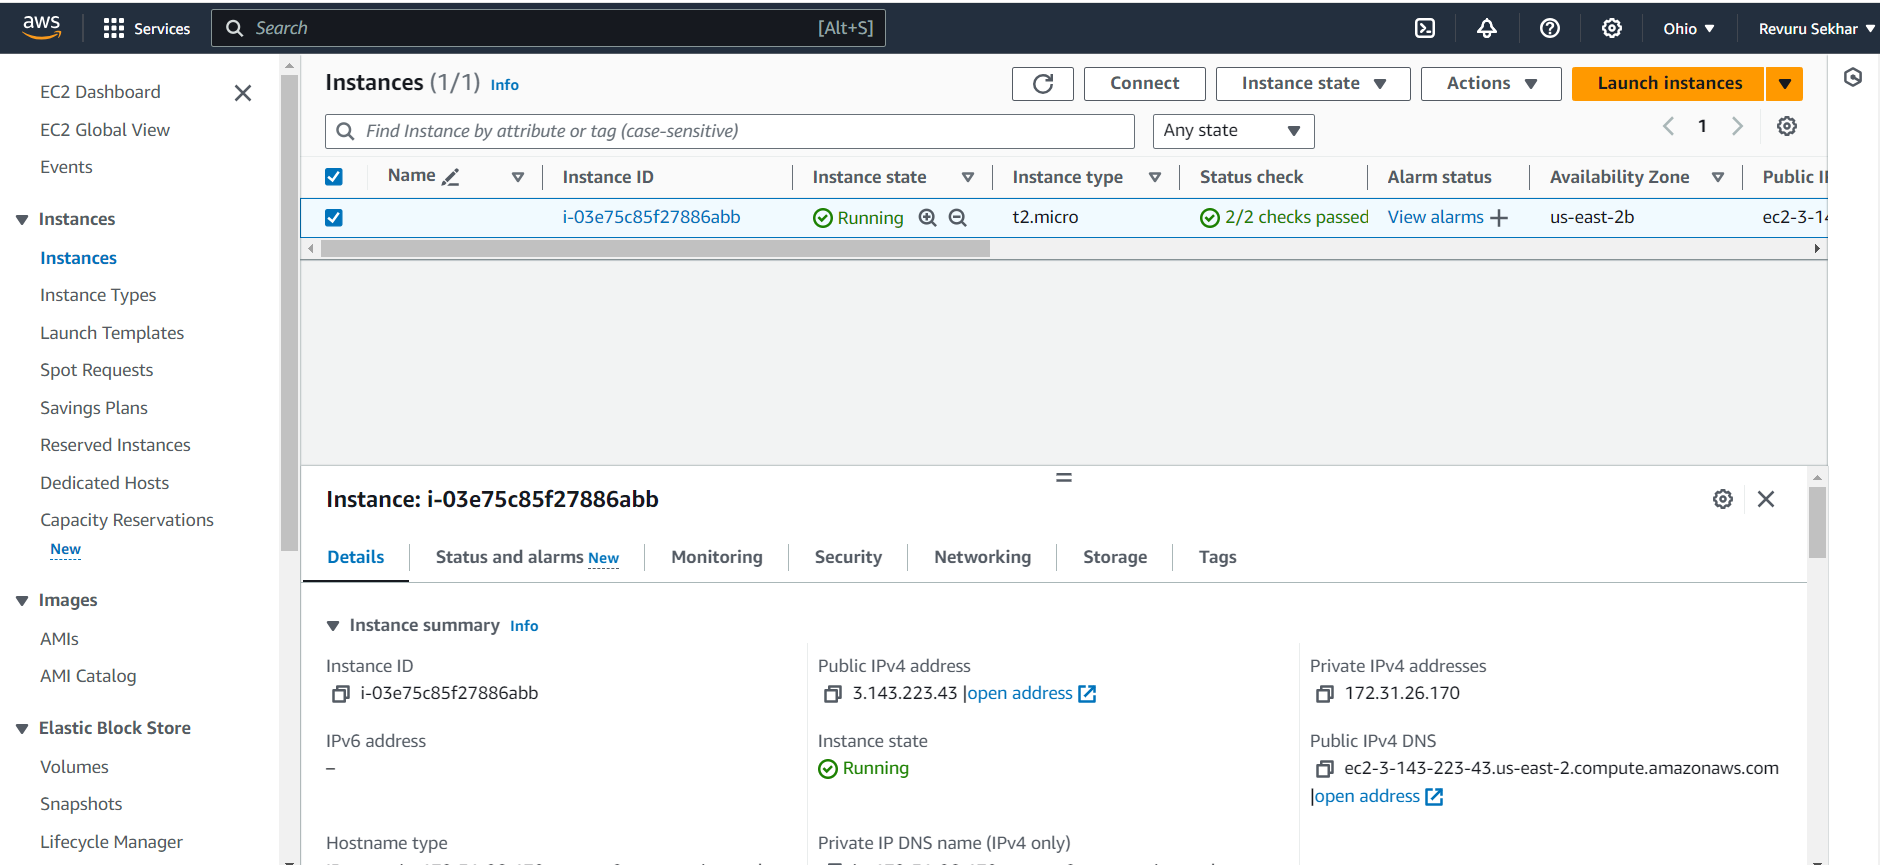 aws
Services
Search
[Alt+S]
Ohio
Revuru Sekhar
EC2 Dashboard
EC2 Global View
Events
Instances
Instances
Instance Types
Launch Templates
Spot Requests
Savings Plans
Reserved Instances
Dedicated Hosts
Capacity Reservations
New
Images
AMIs
AMI Catalog
Elastic Block Store
Volumes
Snapshots
Lifecycle Manager
Instances (1/1) Info
Connect
Instance state
Actions
Launch instances
Find Instance by attribute or tag (case-sensitive)
Any state
1
Name
Instance ID
Instance state
Instance type
Status check
Alarm status
Availability Zone
Public
i-03e75c85f27886abb
Running
t2.micro
2/2 checks passed
View alarms
us-east-2b
ec2-3-14
Instance: i-03e75c85f27886abb
Details
Status and alarms New
Monitoring
Security
Networking
Storage
Tags
Instance summary Info
Instance ID
i-03e75c85f27886abb
Public IPv4 address
3.143.223.43 |open address
Private IPv4 addresses
172.31.26.170
IPv6 address
–
Instance state
Running
Public IPv4 DNS
ec2-3-143-223-43.us-east-2.compute.amazonaws.com
|open address
Hostname type
Private IP DNS name (IPv4 only)